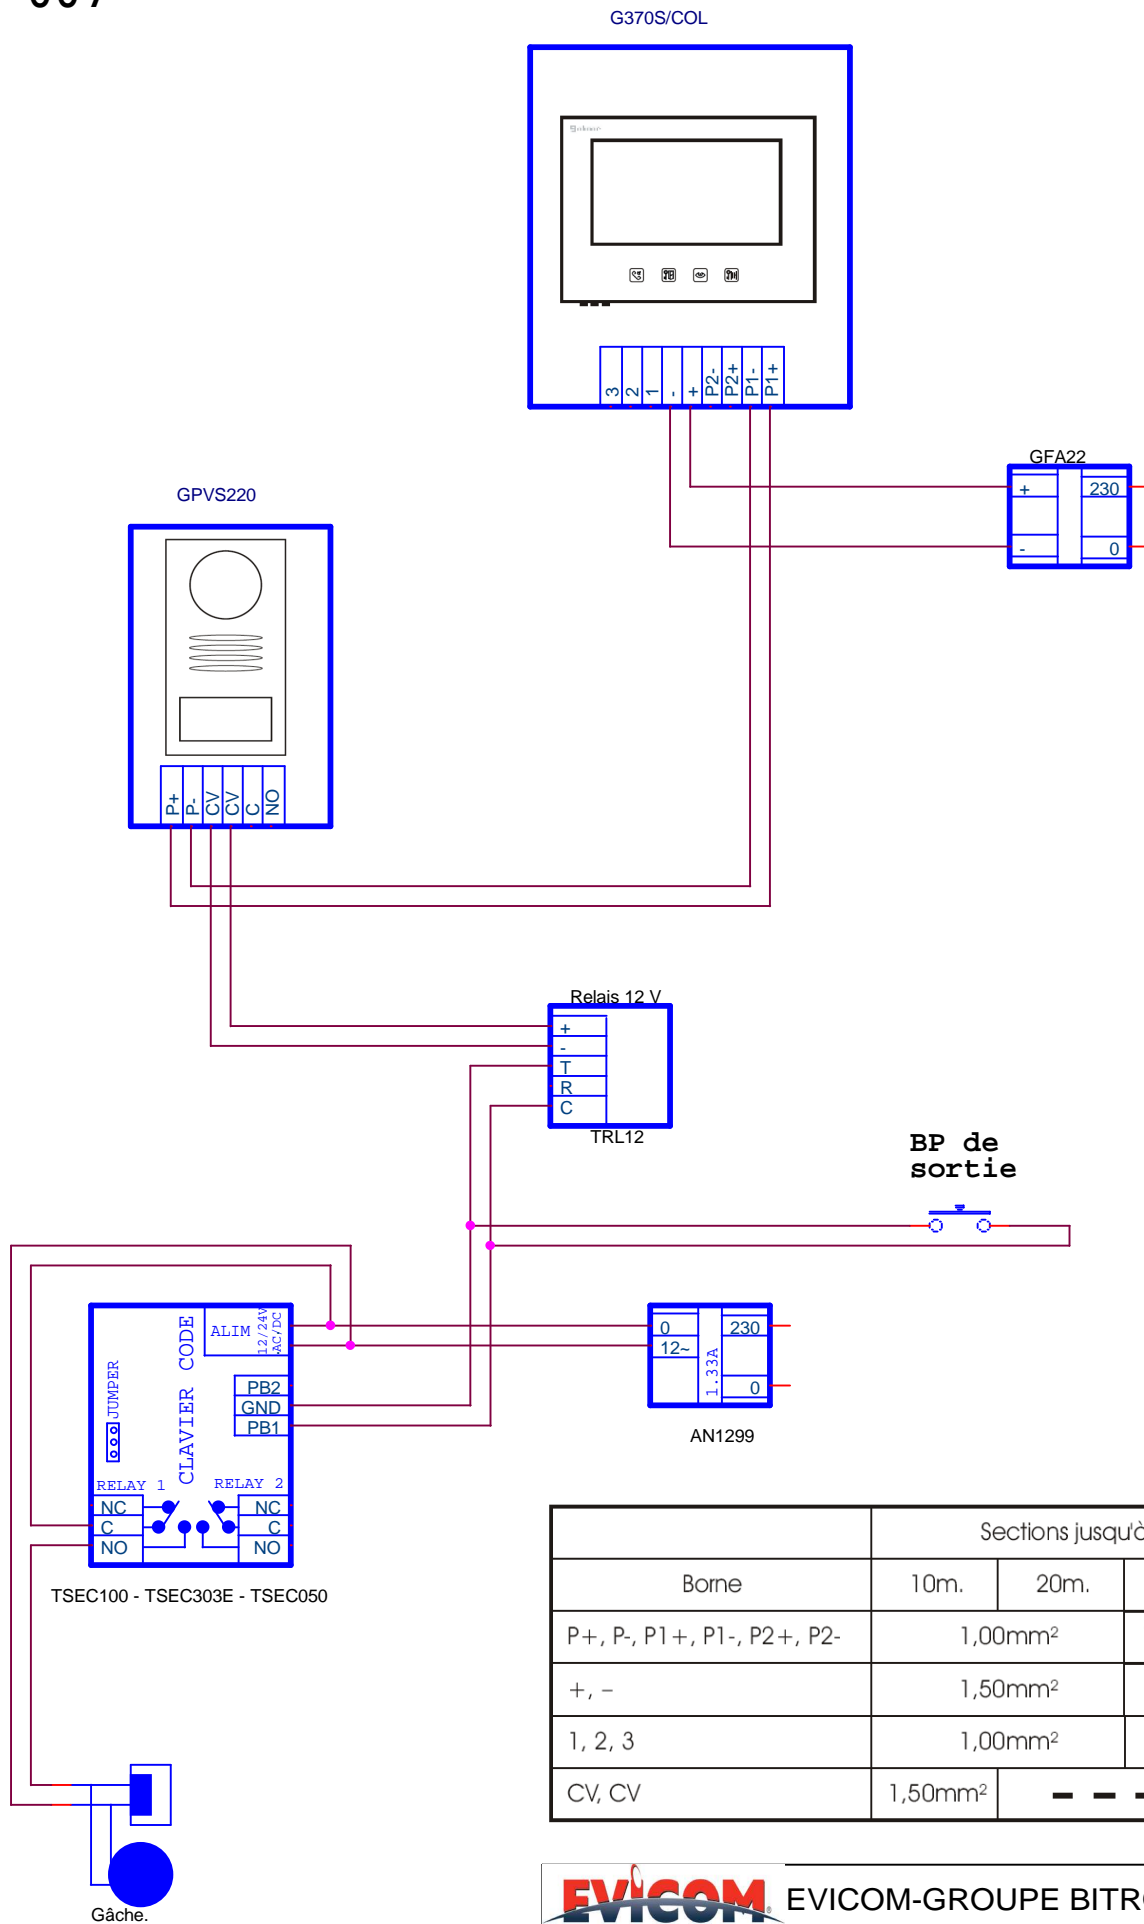 G370S/COL
3
2
1
-
+
P2-
P2+
P1-
P1+
GFA22
+ 230
- 0
GPVS220
P+
P-
CV
CV
C
NO
Relais 12 V
+
-
T
R
C
TRL12
BP de
sortie
ALIM
12/24V
AC/DC
CLAVIER CODE
JUMPER
PB2
GND
PB1
RELAY 1
RELAY 2
NC NC
C C
NO NO
TSEC100 - TSEC303E - TSEC050
0 230
12~
1.33A
0
AN1299
Sections jusqu'à
Borne 10m. 20m.
P+, P-, P1+, P1-, P2+, P2- 1,00mm²
+, − 1,50mm²
1, 2, 3 1,00mm²
CV, CV 1,50mm² – – –
Gâche.
EVICOM EVICOM-GROUPE